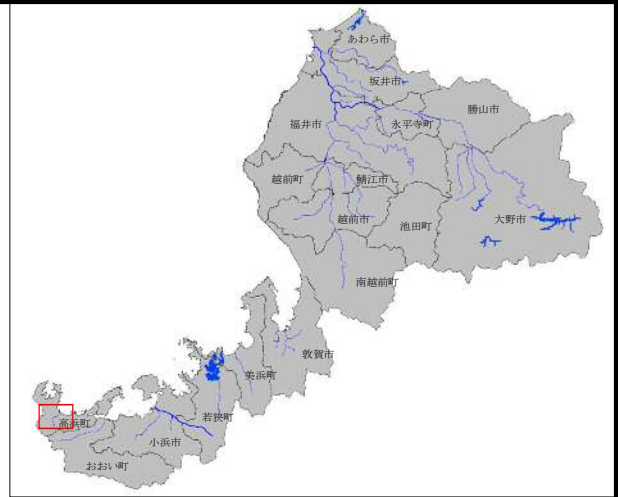 あわら市
坂井市
勝山市
福井市
永平寺町
越前町
鯖江市
越前市
池田町
大野市
南越前町
敦賀市
美浜町
若狭町
高浜町
小浜市
おおい町